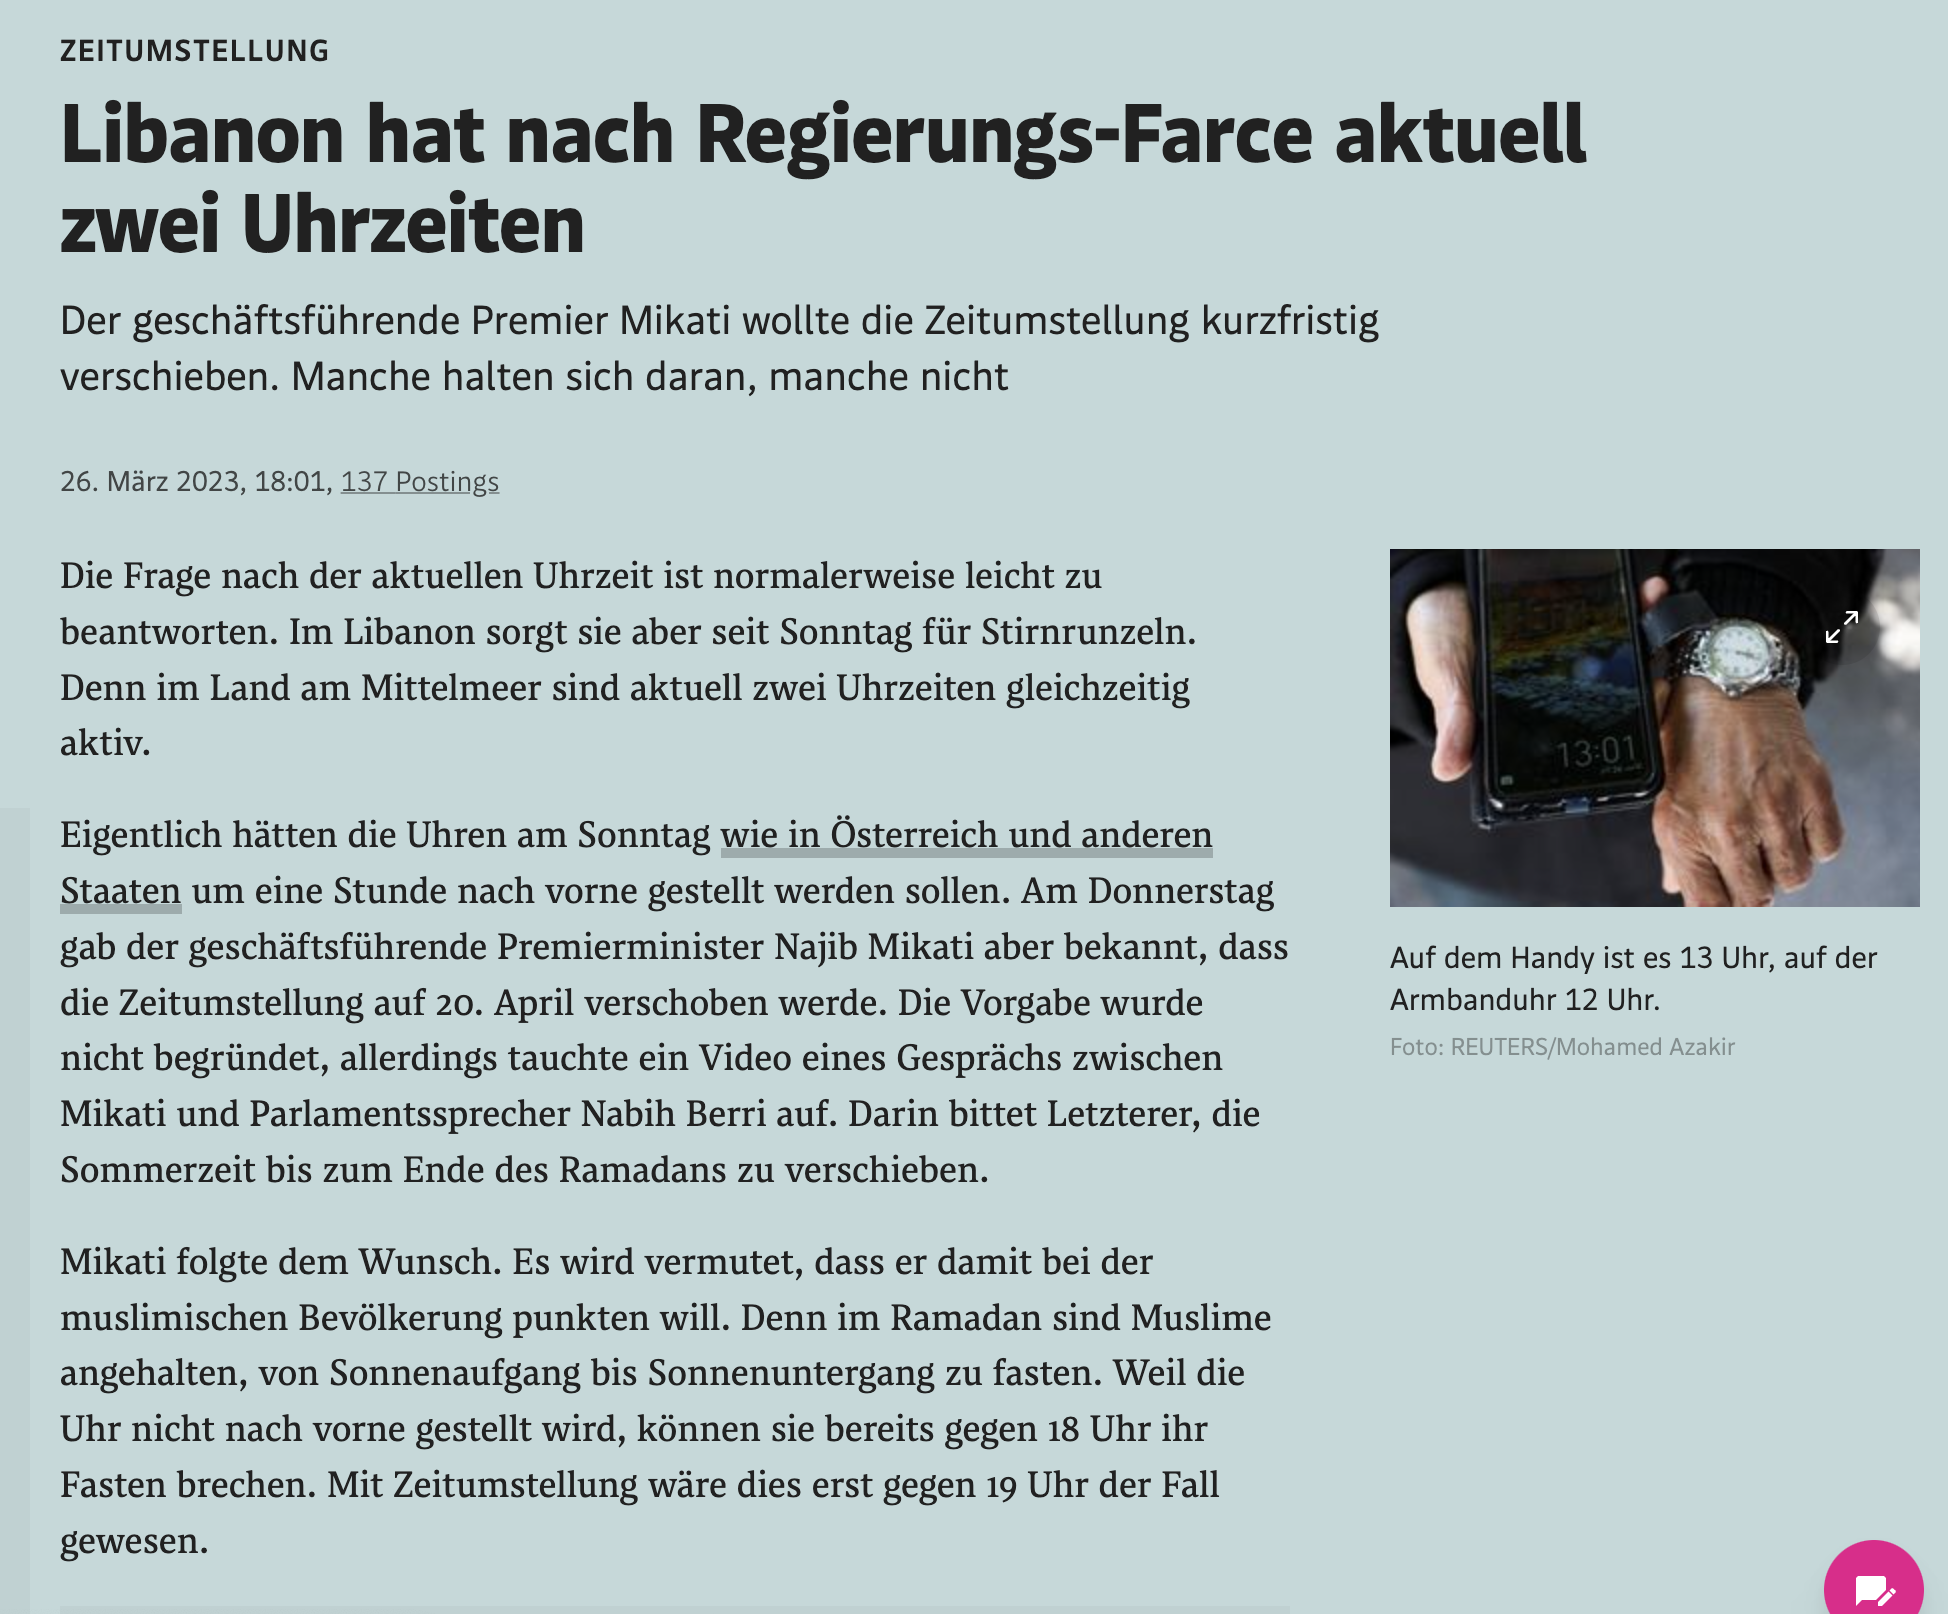 ZEITUMSTELLUNG
Libanon hat nach Regierungs-Farce aktuell
zwei Uhrzeiten
Der geschäftsführende Premier Mikati wollte die Zeitumstellung kurzfristig
verschieben. Manche halten sich daran, manche nicht
26. März 2023, 18:01, 137 Postings
Die Frage nach der aktuellen Uhrzeit ist normalerweise leicht zu
beantworten. Im Libanon sorgt sie aber seit Sonntag für Stirnrunzeln.
Denn im Land am Mittelmeer sind aktuell zwei Uhrzeiten gleichzeitig
aktiv.
Eigentlich hätten die Uhren am Sonntag wie in Österreich und anderen
Staaten um eine Stunde nach vorne gestellt werden sollen. Am Donnerstag
gab der geschäftsführende Premierminister Najib Mikati aber bekannt, dass
die Zeitumstellung auf 20. April verschoben werde. Die Vorgabe wurde
nicht begründet, allerdings tauchte ein Video eines Gesprächs zwischen
Mikati und Parlamentssprecher Nabih Berri auf. Darin bittet Letzterer, die
Sommerzeit bis zum Ende des Ramadans zu verschieben.
Mikati folgte dem Wunsch. Es wird vermutet, dass er damit bei der
muslimischen Bevölkerung punkten will. Denn im Ramadan sind Muslime
angehalten, von Sonnenaufgang bis Sonnenuntergang zu fasten. Weil die
Uhr nicht nach vorne gestellt wird, können sie bereits gegen 18 Uhr ihr
Fasten brechen. Mit Zeitumstellung wäre dies erst gegen 19 Uhr der Fall
gewesen.
13:01
Auf dem Handy ist es 13 Uhr, auf der
Armbanduhr 12 Uhr.
Foto: REUTERS/Mohamed Azakir